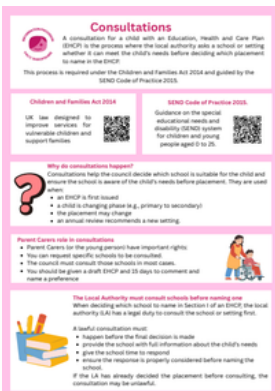 Consultations
A consultation for a child with an Education, Health and Care Plan
(EHCP) is the process where the local authority asks a school or setting
whether it can meet the child's needs before deciding which placement
to name in the EHCP.
This process is required under the Children and Families Act 2014 and guided by the
SEND Code of Practice 2015.
Children and Families Act 2014
UK law designed to
improve services for
vulnerable children and
support families
SEND Code of Practice 2015.
Guidance on the special
educational needs and
disability (SEND) system
for children and young
people aged 0 to 25.
Why do consultations happen?
Consultations help the council decide which school is suitable for the child and
ensure the school is aware of the child's needs before placement. They are used
when:
• an EHCP is first issued
• a child is changing phase (e.g., primary to secondary)
• the placement may change
• an annual review recommends a new setting.
Parent Carers role in consultations
• Parent Carers (or the young person) have important rights:
• You can request specific schools to be consulted.
• The council must consult those schools in most cases.
• You should be given a draft EHCP and 15 days to comment and
name a preference
The Local Authority must consult schools before naming one
When deciding which school to name in Section I of an EHCP, the local
authority (LA) has a legal duty to consult the school or setting first.
A lawful consultation must:
• happen before the final decision is made
• provide the school with full information about the child's needs
• give the school time to respond
• ensure the response is properly considered before naming the
school.
If the LA has already decided the placement before consulting, the
consultation may be unlawful.